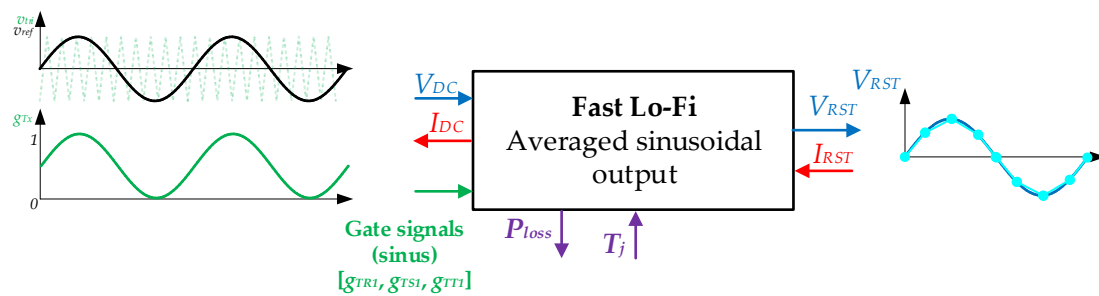 v_tri
v_ref
g_Tx
1
0
V_DC
I_DC
Gate signals
(sinus)
[g_TR1, g_TS1, g_TT1]
Fast Lo-Fi
Averaged sinusoidal
output
P_loss
T_j
V_RST
I_RST
V_RST